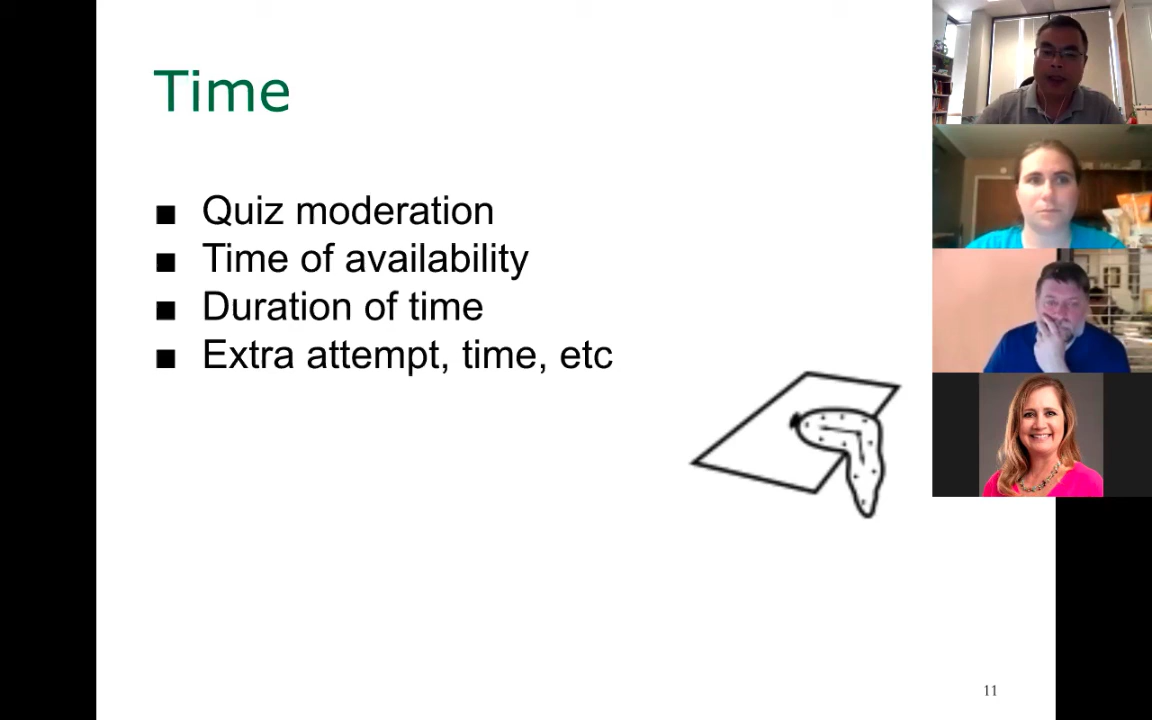 Time
■ Quiz moderation
■ Time of availability
■ Duration of time
■ Extra attempt, time, etc
11